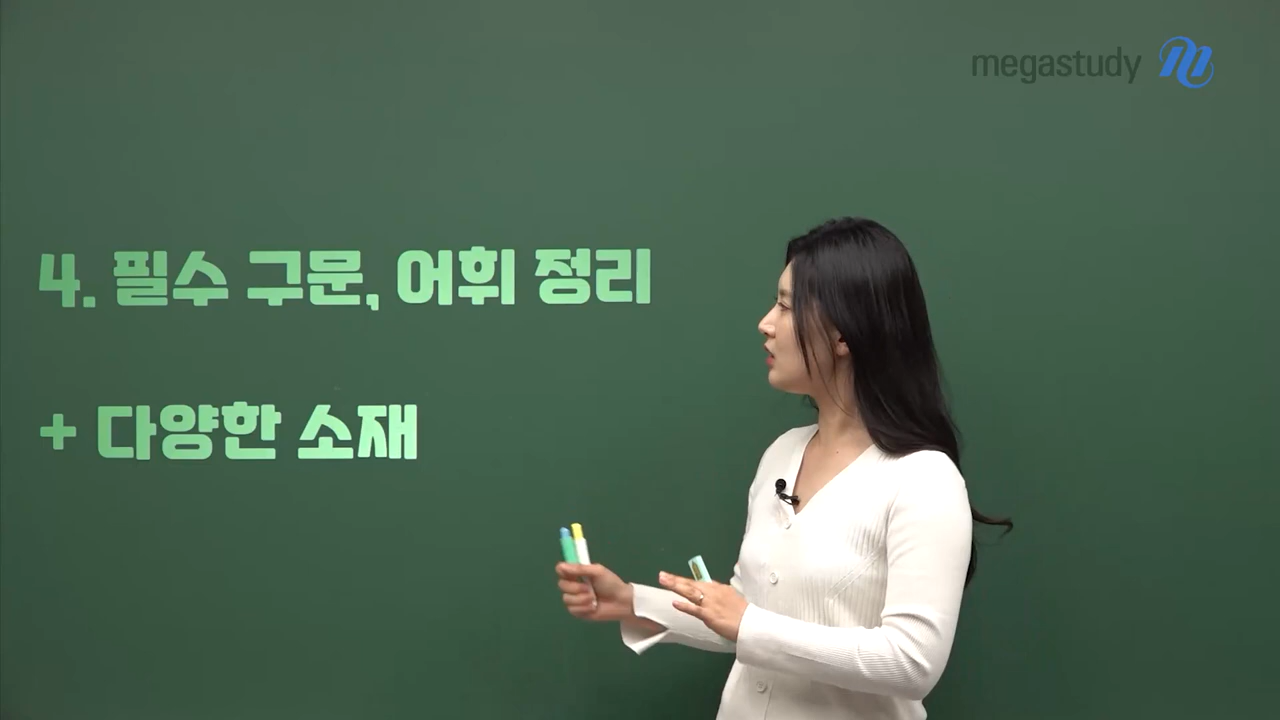 megastudy
4. 필수 구문, 어휘 정리
+ 다양한 소재